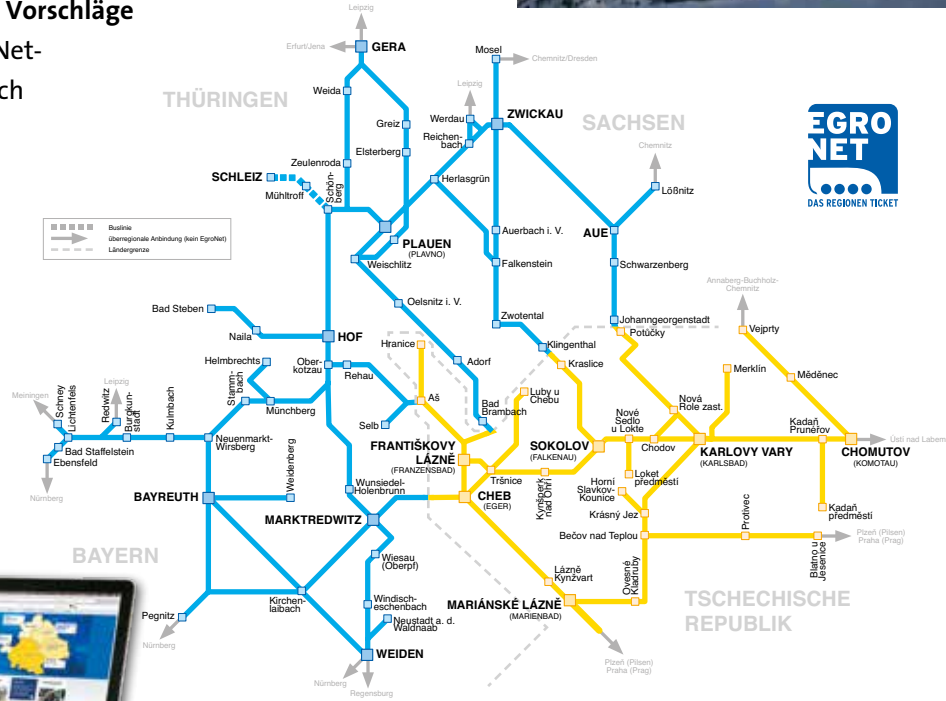 Vorschläge
Net-
ch
Leipzig
Erfurt/Jena
GERA
THÜRINGEN
Weida
Greiz
Elsterberg
Zeulenroda
SCHLEIZ
Mühltroff
Schön-
berg
Mosel
Chemnitz/Dresden
Leipzig
Werdau
Reichen-
bach
ZWICKAU
SACHSEN
Chemnitz
Lößnitz
Herlasgrün
PLAUEN
(PLAVNO)
Weischlitz
Auerbach i. V.
Falkenstein
AUE
Schwarzenberg
EGRO
NET
DAS REGIONEN TICKET
Buslinie
überregionale Anbindung (kein EgroNet)
Ländergrenze
Oelsnitz i. V.
Zwotental
Johanngeorgenstadt
Potůčky
Annaberg-Buchholz-
Chemnitz
Vejprty
Bad Steben
Naila
HOF
Hranice
Adorf
Klingenthal
Kraslice
Merklín
Měděnec
Helmbrechts
Stamm-
bach
Ober-
kotzau
Rehau
Münchberg
Selb
Aš
Bad
Brambach
Luby u
Chebu
Nová
Role zast.
Nové
Sedlo
u Lokte
Chodov
Kadaň
Prunéřov
Meiningen
Schney
Lichtenfels
Leipzig
Redwitz
Burgkun-
stadt
Kulmbach
Bad Staffelstein
Ebensfeld
Nürnberg
Neuenmarkt-
Wirsberg
Weidenberg
BAYREUTH
FRANTIŠKOVY
LÁZNĚ
(FRANZENSBAD)
Tršnice
SOKOLOV
(FALKENAU)
KARLOVY VARY
(KARLSBAD)
CHOMUTOV
(KOMOTAU)
Ústí nad Labem
Wunsiedel-
Holenbrunn
MARKTREDWITZ
CHEB
(EGER)
Kynšperk
nad Ohří
Loket
předměstí
Horní
Slavkov-
Kounice
Krásný Jez
Bečov nad Teplou
Kadaň
předměstí
Protivec
Blatno u
Jesenice
Plzeň (Pilsen)
Praha (Prag)
BAYERN
Wiesau
(Oberpf)
Kirchen-
laibach
Windisch-
eschenbach
Neustadt a. d.
Waldnaab
Pegnitz
Nürnberg
WEIDEN
Nürnberg
Regensburg
Lázně
Kynžvart
MARIÁNSKÉ LÁZNĚ
(MARIENBAD)
Ovesné
Kladruby
Plzeň (Pilsen)
Praha (Prag)
TSCHECHISCHE
REPUBLIK